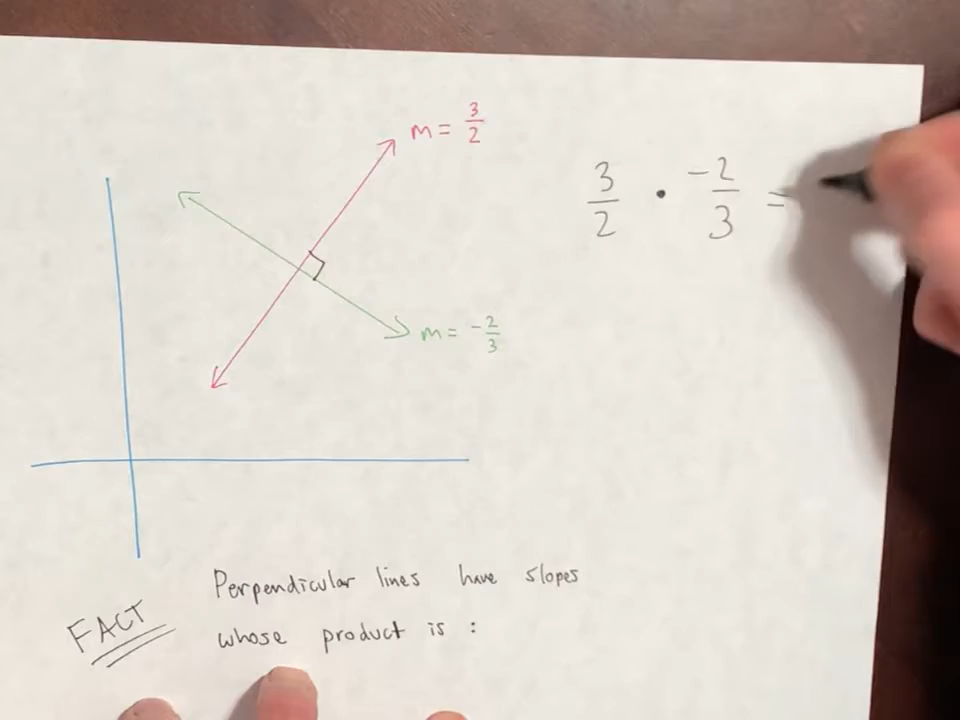 m = 3/2
3/2 · -2/3 =
m = -2/3
Perpendicular lines have slopes
FACT
whose product is :